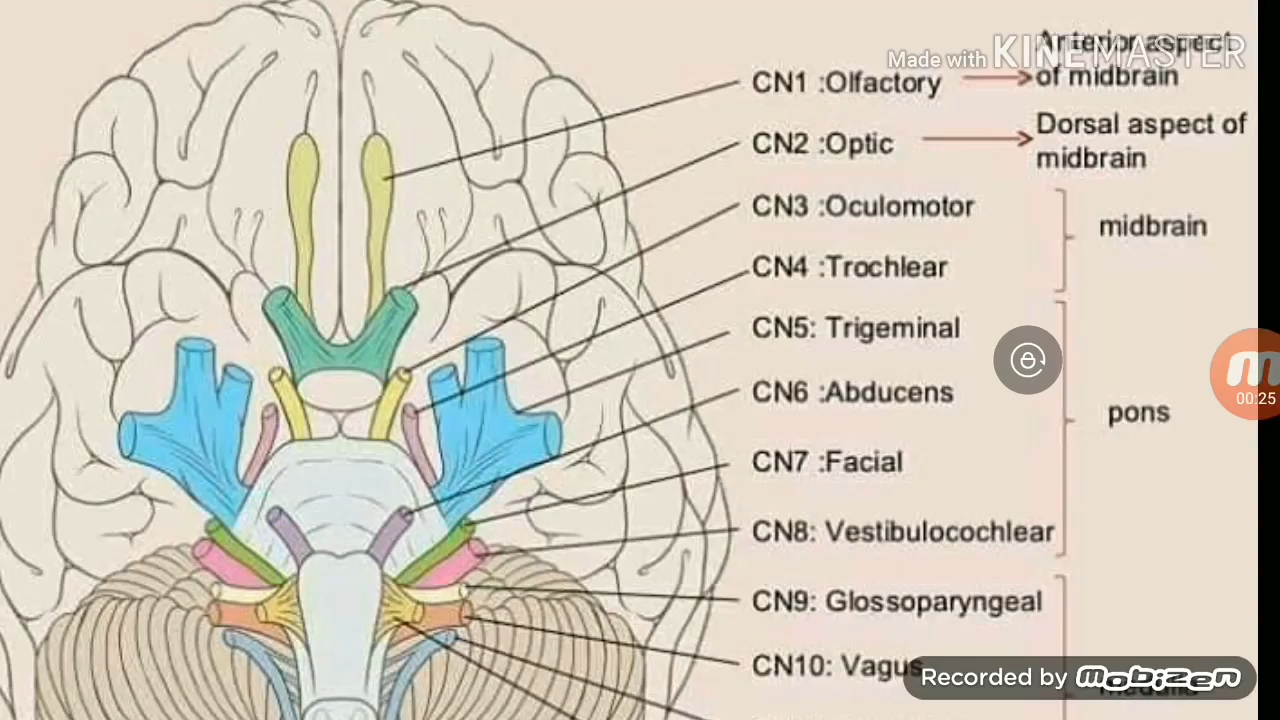 Made with KINEMASTER
Anterior aspect
of midbrain
CN1 :Olfactory
Dorsal aspect of
midbrain
CN2 :Optic
CN3 :Oculomotor
midbrain
CN4 :Trochlear
CN5: Trigeminal
CN6 :Abducens
pons
00:25
CN7 :Facial
CN8: Vestibulocochlear
CN9: Glossoparyngeal
CN10: Vagus
Recorded by MOBIZEN